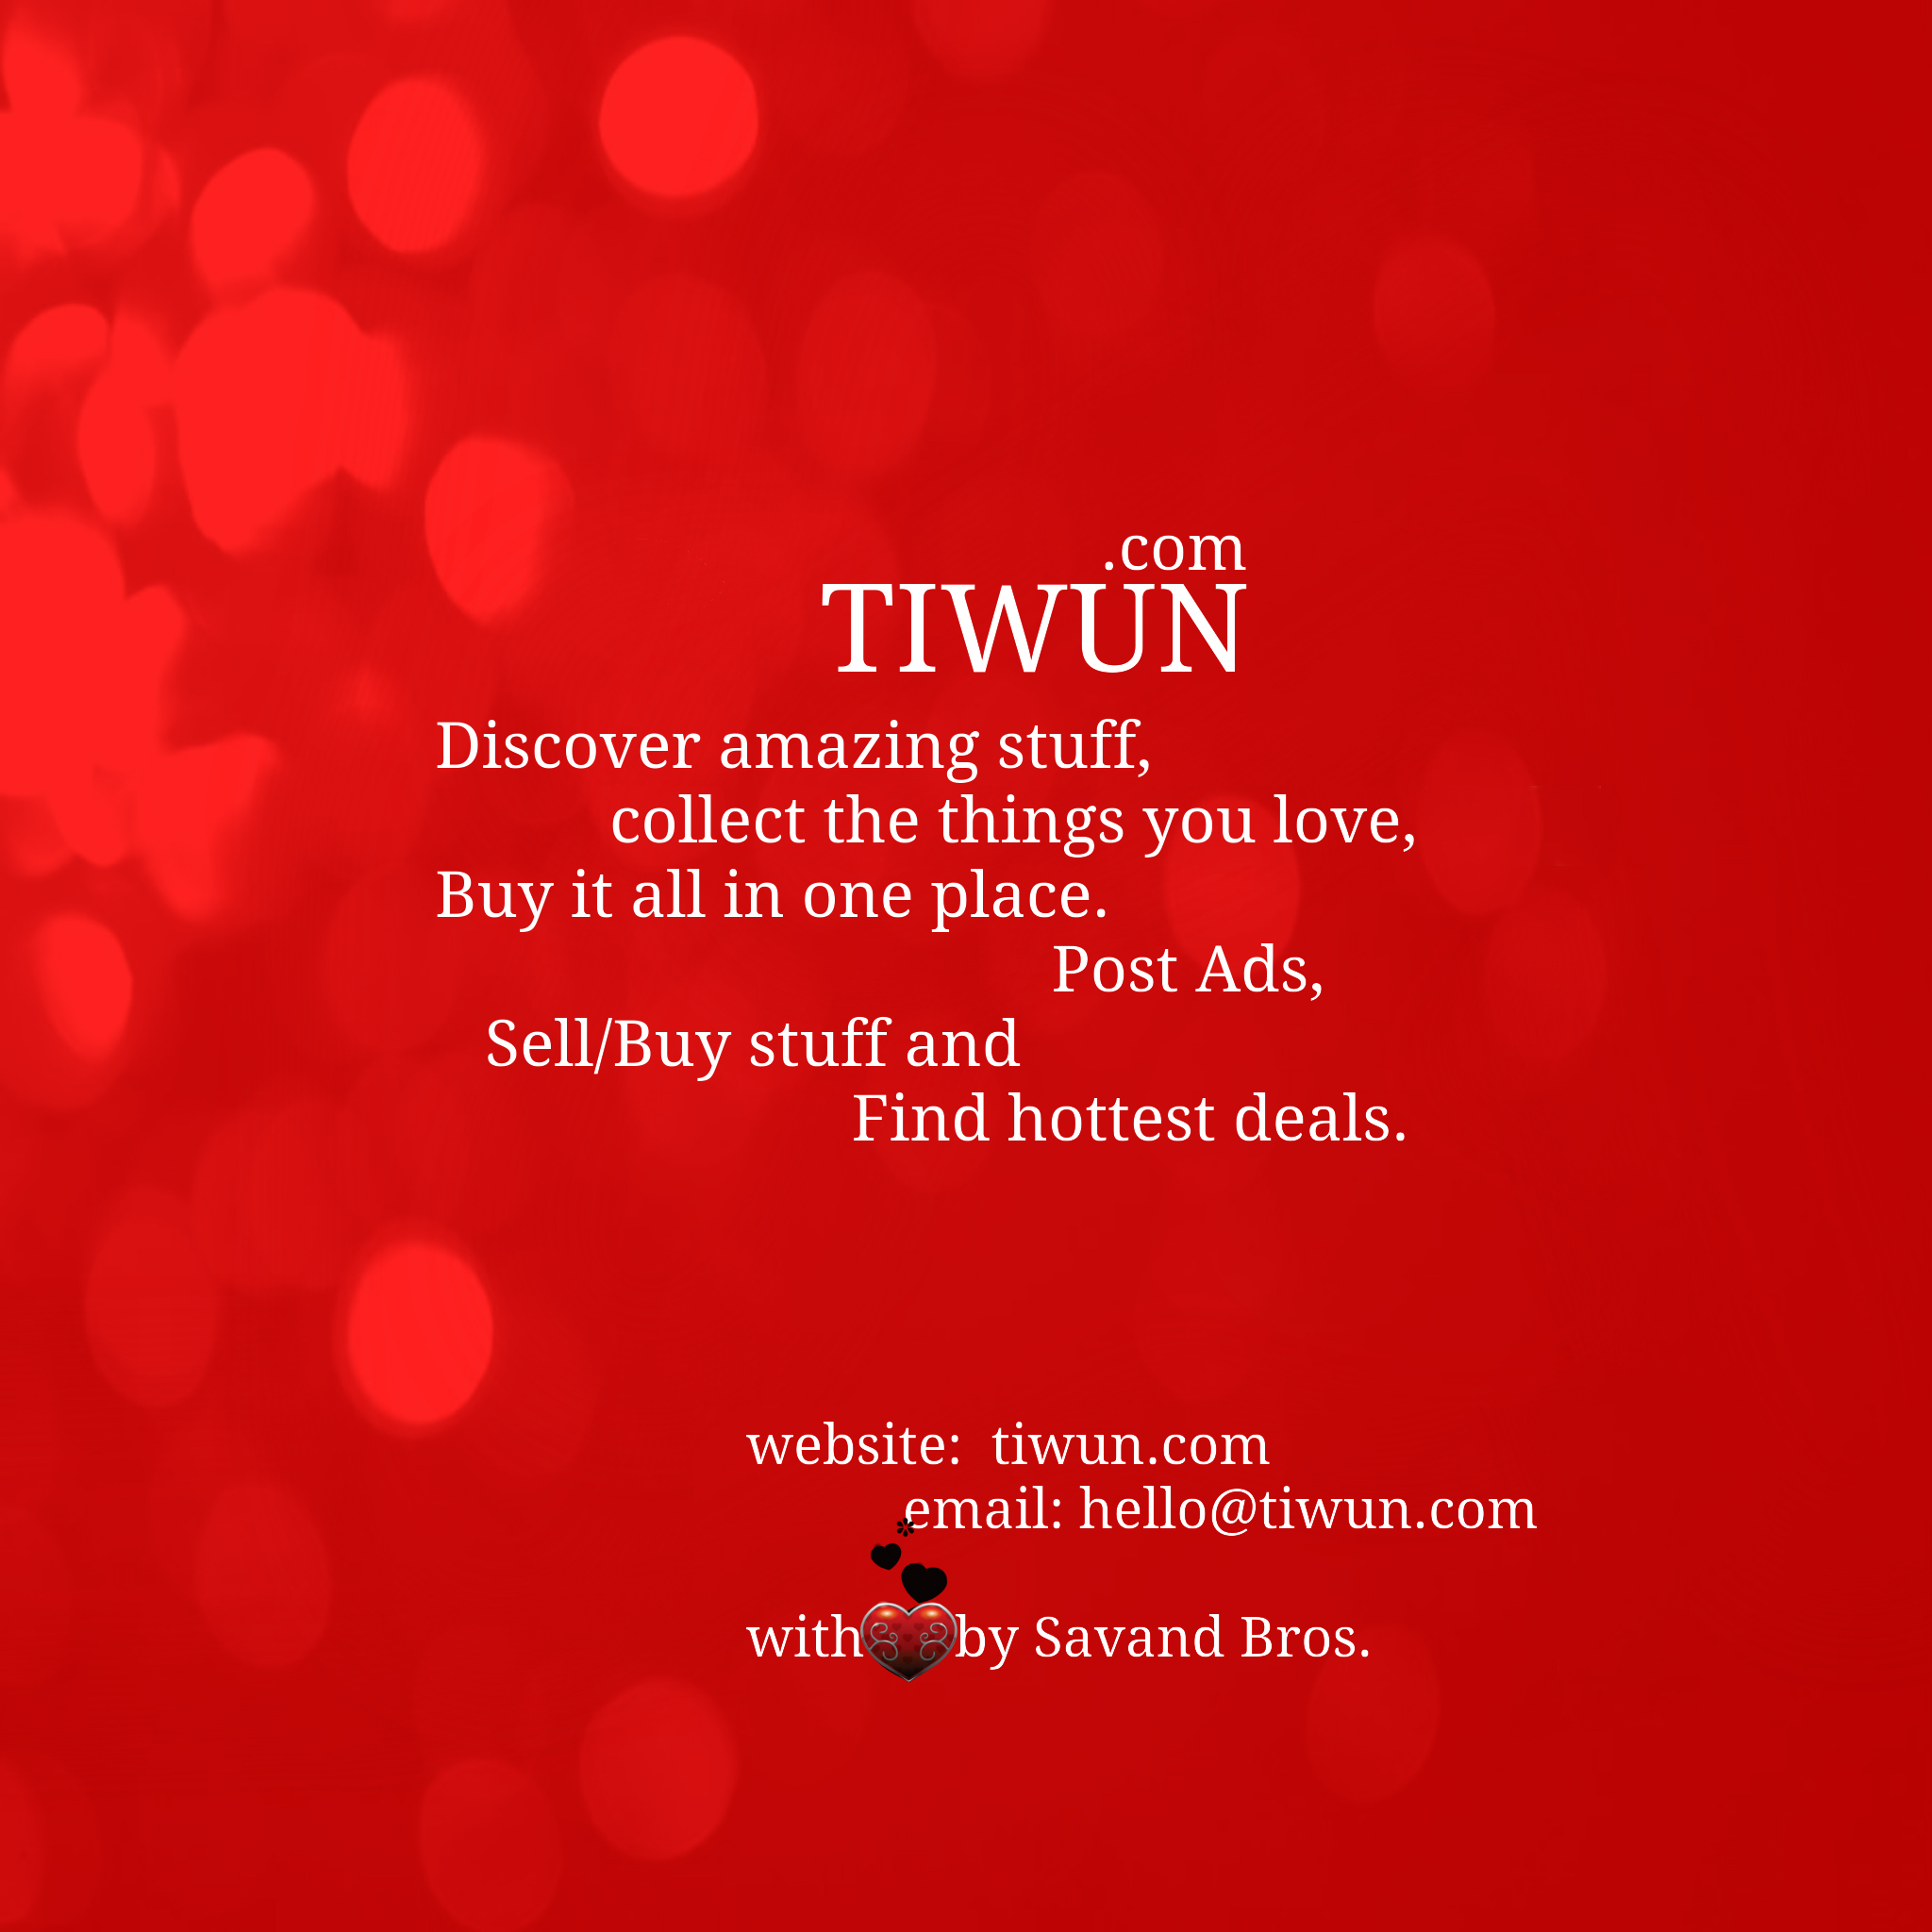 .com
TIWUN
Discover amazing stuff,
collect the things you love,
Buy it all in one place.
Post Ads,
Sell/Buy stuff and
Find hottest deals.
website: tiwun.com
email: hello@tiwun.com
with by Savand Bros.